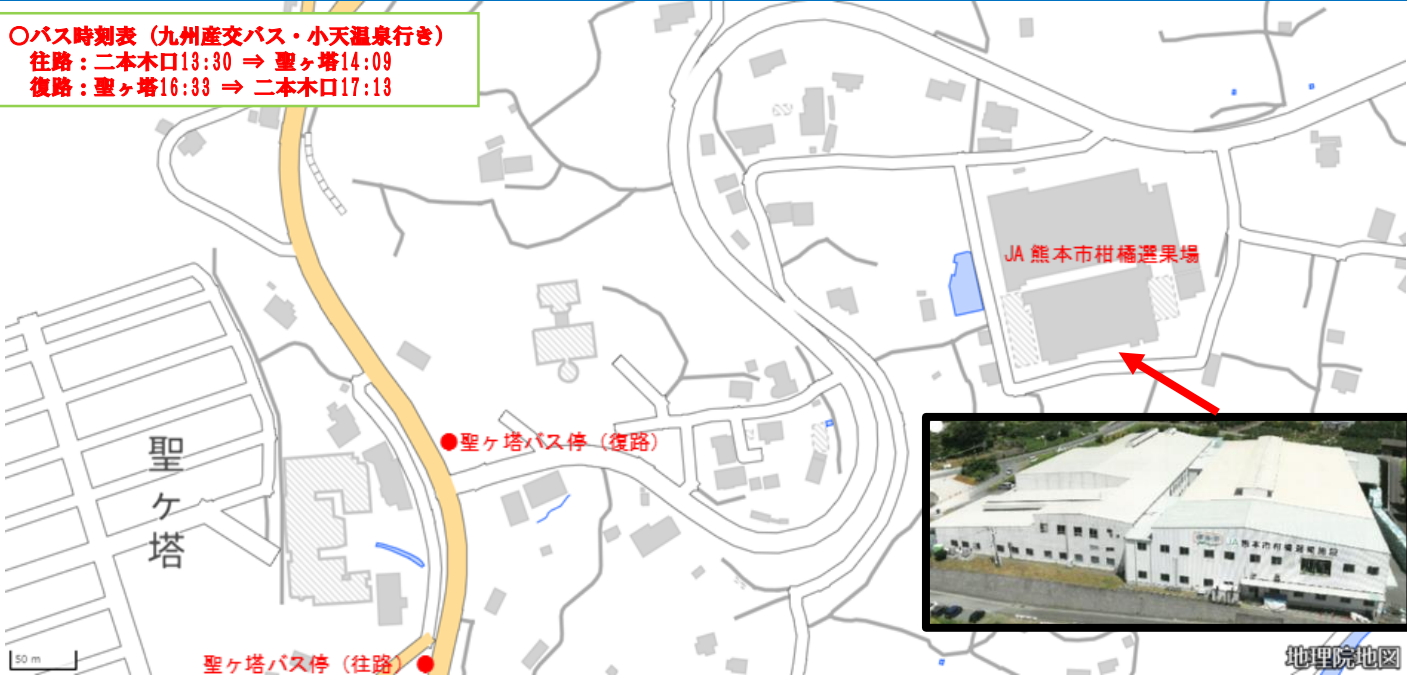 〇バス時刻表（九州産交バス・小天温泉行き）
往路：二本木口13:30 ⇒ 聖ヶ塔14:09
復路：聖ヶ塔16:33 ⇒ 二本木口17:13
JA 熊本市柑橘選果場
●聖ヶ塔バス停（復路）
聖ヶ塔
聖ヶ塔バス停（往路）●
50 m
地理院地図